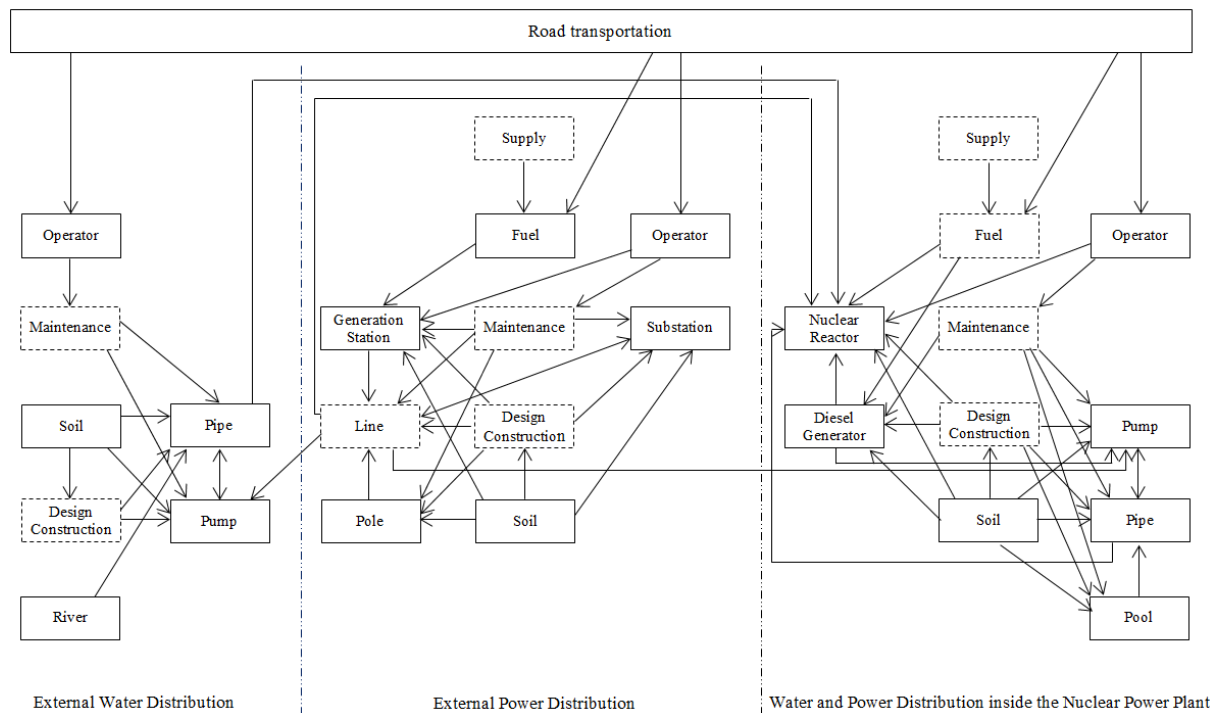 Road transportation
Supply
Supply
Operator
Fuel
Operator
Fuel
Operator
Maintenance
Generation
Station
Maintenance
Substation
Nuclear
Reactor
Maintenance
Soil
Pipe
Line
Design
Construction
Diesel
Generator
Design
Construction
Pump
Design
Construction
Pump
Pole
Soil
Soil
Pipe
River
Pool
External Water Distribution
External Power Distribution
Water and Power Distribution inside the Nuclear Power Plant